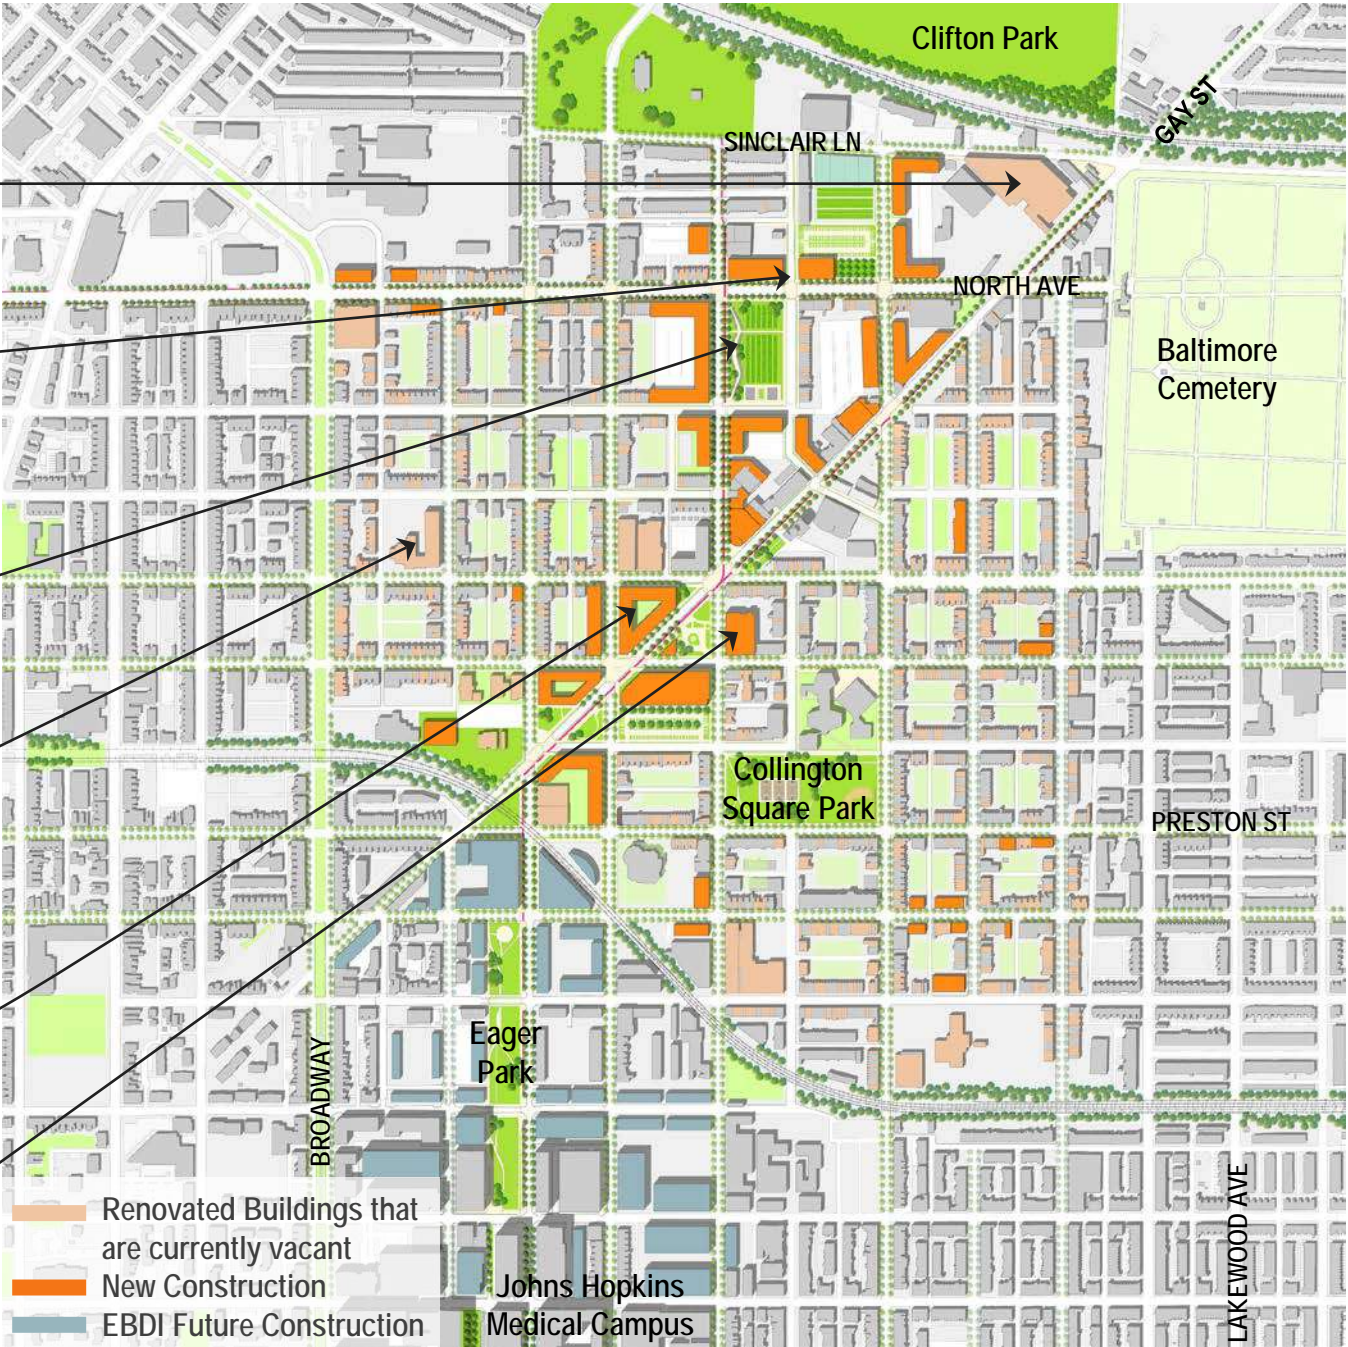 Clifton Park
GAY ST
SINCLAIR LN
NORTH AVE
Baltimore
Cemetery
Collington
Square Park
PRESTON ST
Eager
Park
BROADWAY
LAKEWOOD AVE
Renovated Buildings that
are currently vacant
New Construction
EBDI Future Construction
Johns Hopkins
Medical Campus